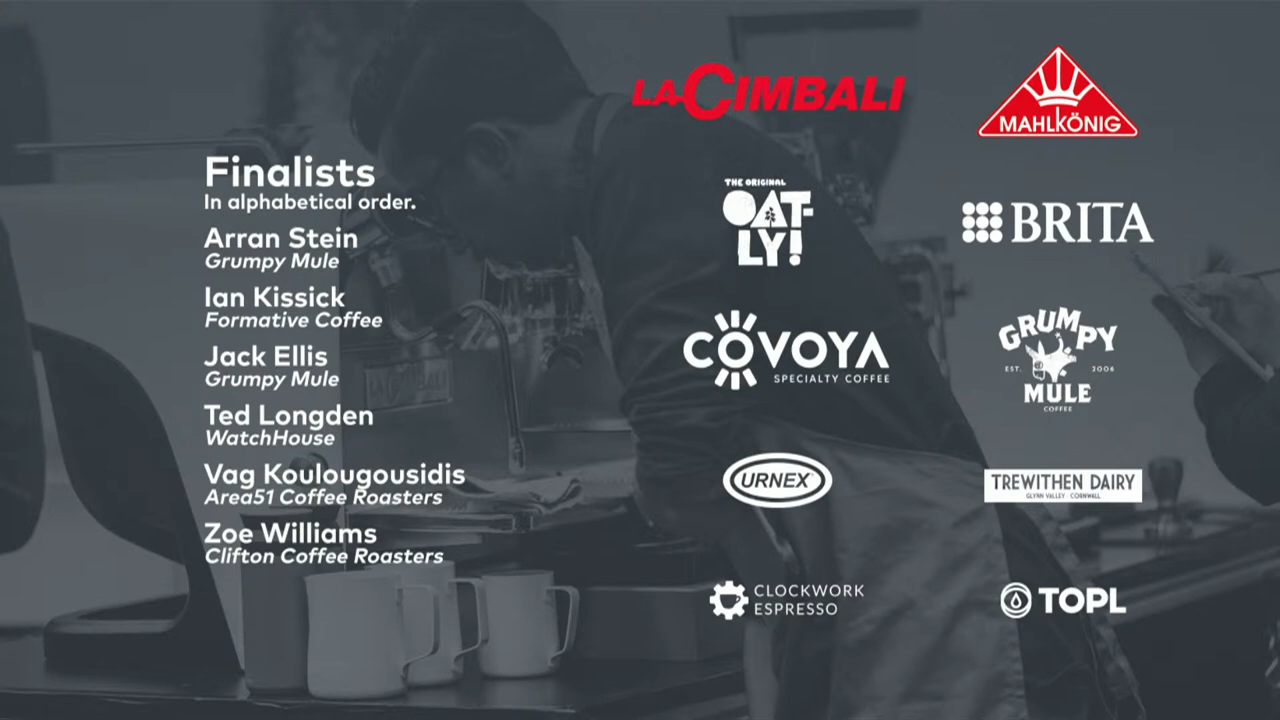 Finalists
In alphabetical order.
Arran Stein
Grumpy Mule
Ian Kissick
Formative Coffee
Jack Ellis
Grumpy Mule
Ted Longden
WatchHouse
Vag Koulougousidis
Area51 Coffee Roasters
Zoe Williams
Clifton Coffee Roasters
LACIMBALI
MAHLKÖNIG
THE ORIGINAL
OAT-
LY!
BRITA
COVOYA
SPECIALTY COFFEE
GRUMPY
EST. 2006
MULE
COFFEE
URNEX
TREWITHEN DAIRY
GLYNN VALLEY · CORNWALL
CLOCKWORK
ESPRESSO
TOPL
LA CIMBALI